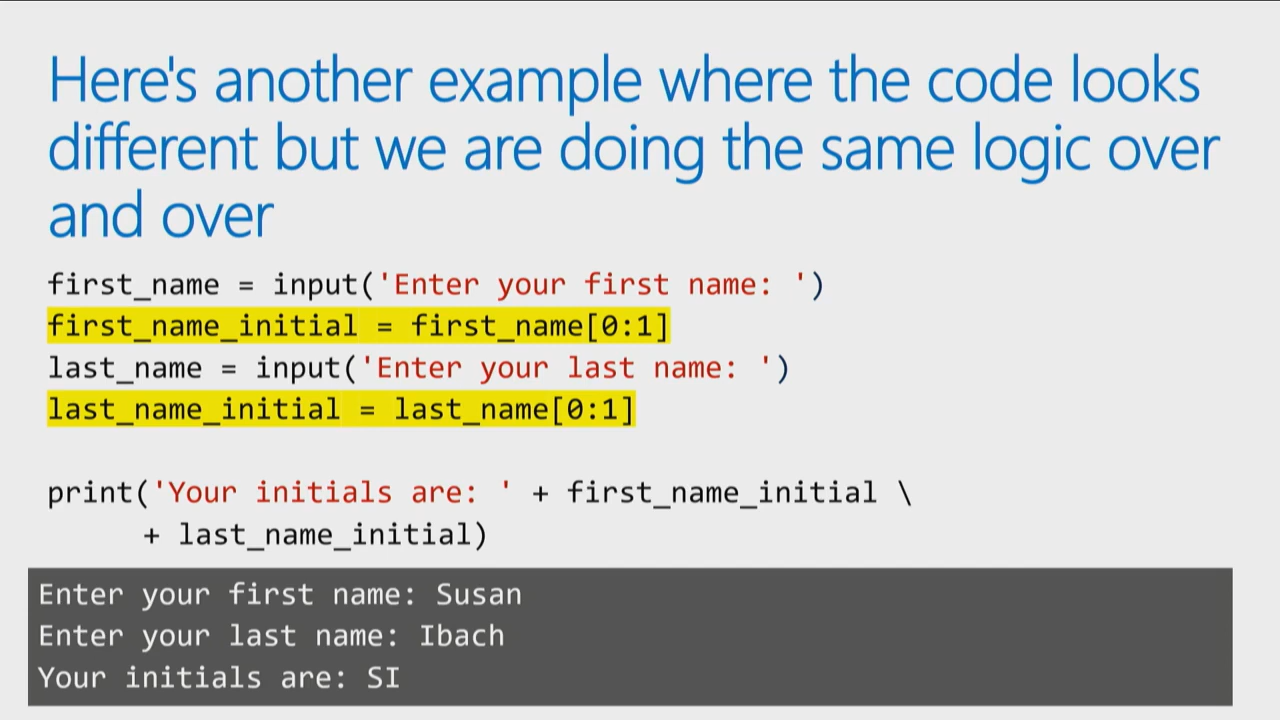 Here's another example where the code looks
different but we are doing the same logic over
and over
first_name = input('Enter your first name: ')
first_name_initial = first_name[0:1]
last_name = input('Enter your last name: ')
last_name_initial = last_name[0:1]
print('Your initials are: ' + first_name_initial \
+ last_name_initial)
Enter your first name: Susan
Enter your last name: Ibach
Your initials are: SI